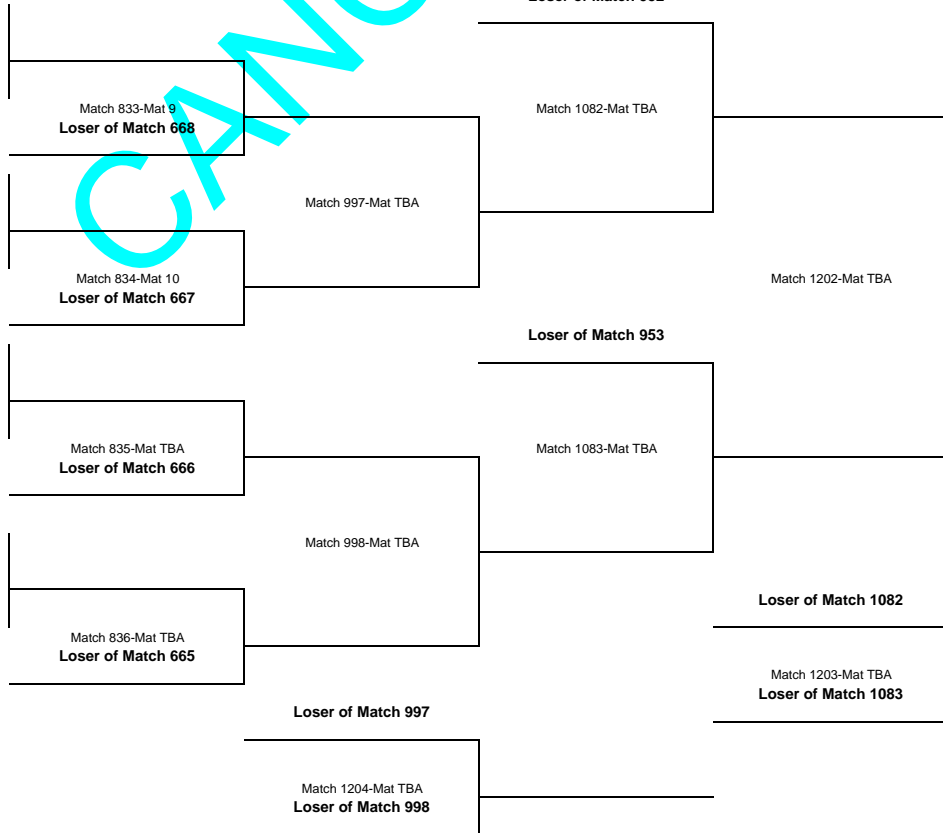 Match 1082-Mat TBA
Match 833-Mat 9
Loser of Match 668
Match 997-Mat TBA
Match 834-Mat 10
Loser of Match 667
Match 1202-Mat TBA
Loser of Match 953
Match 835-Mat TBA
Loser of Match 666
Match 1083-Mat TBA
Match 998-Mat TBA
Loser of Match 1082
Match 836-Mat TBA
Loser of Match 665
Match 1203-Mat TBA
Loser of Match 1083
Loser of Match 997
Match 1204-Mat TBA
Loser of Match 998